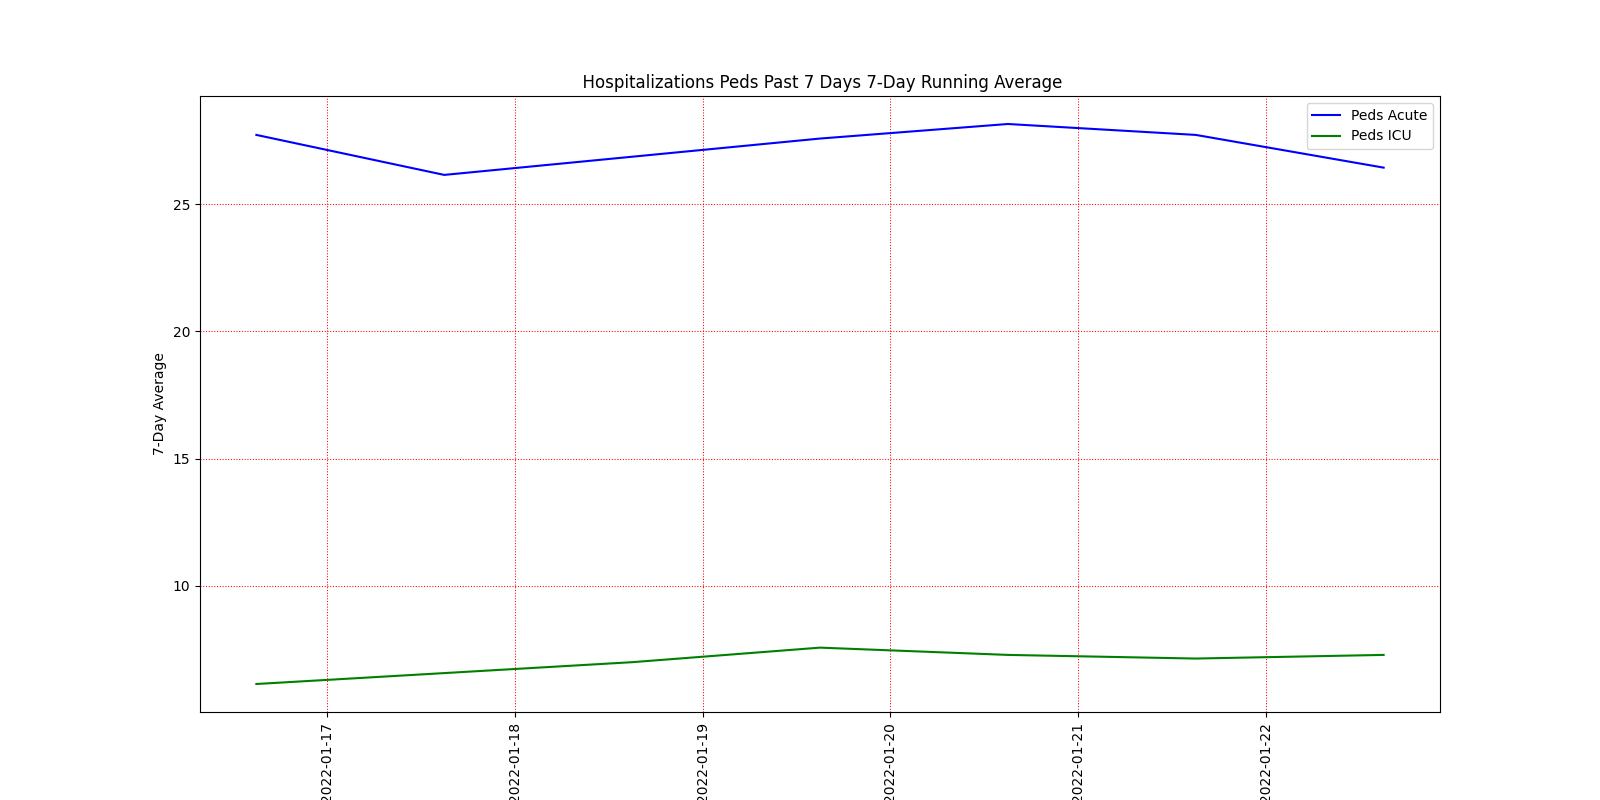 Hospitalizations Peds Past 7 Days 7-Day Running Average
Peds Acute
Peds ICU
7-Day Average
25
20
15
10
2022-01-17
2022-01-18
2022-01-19
2022-01-20
2022-01-21
2022-01-22